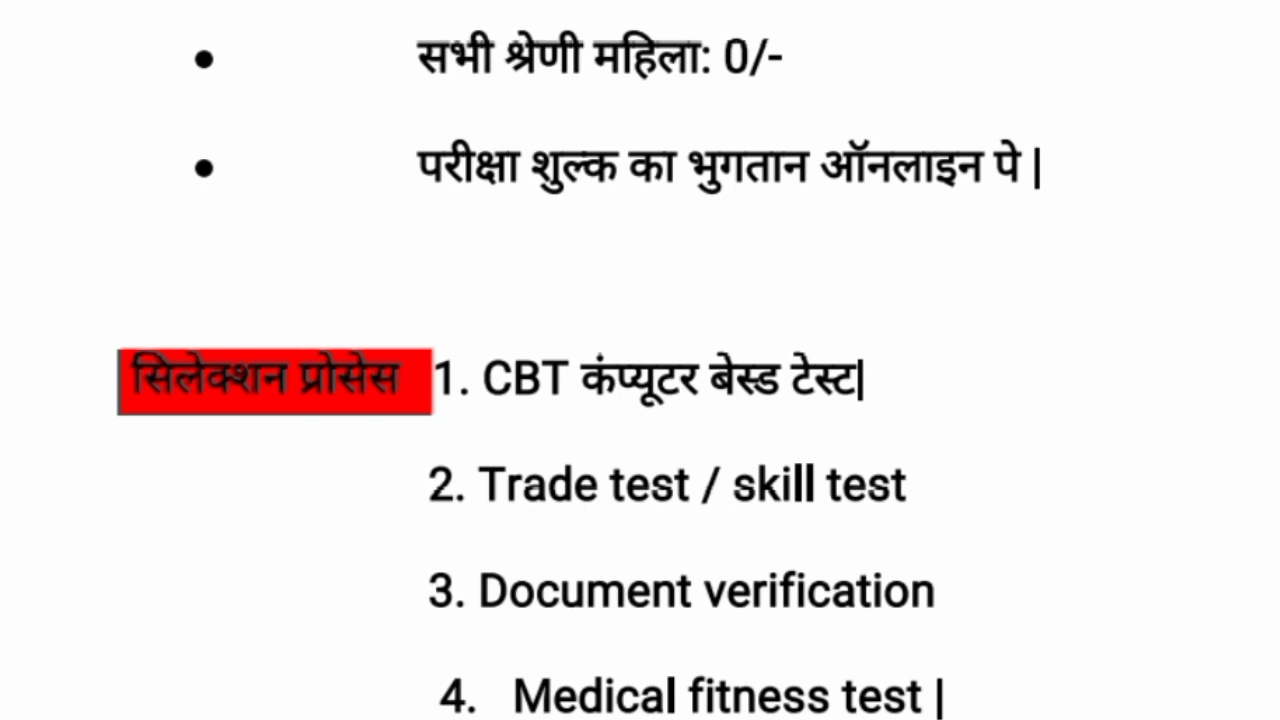 • सभी श्रेणी महिला: 0/-
• परीक्षा शुल्क का भुगतान ऑनलाइन पे |
सिलेक्शन प्रोसेस 1. CBT कंप्यूटर बेस्ड टेस्ट|
2. Trade test / skill test
3. Document verification
4. Medical fitness test |